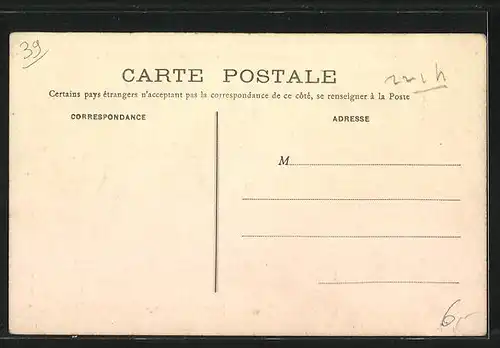 39
CARTE POSTALE
Certains pays étrangers n'acceptant pas la correspondance de ce côté, se renseigner à la Poste
CORRESPONDANCE
ADRESSE
M
6,-